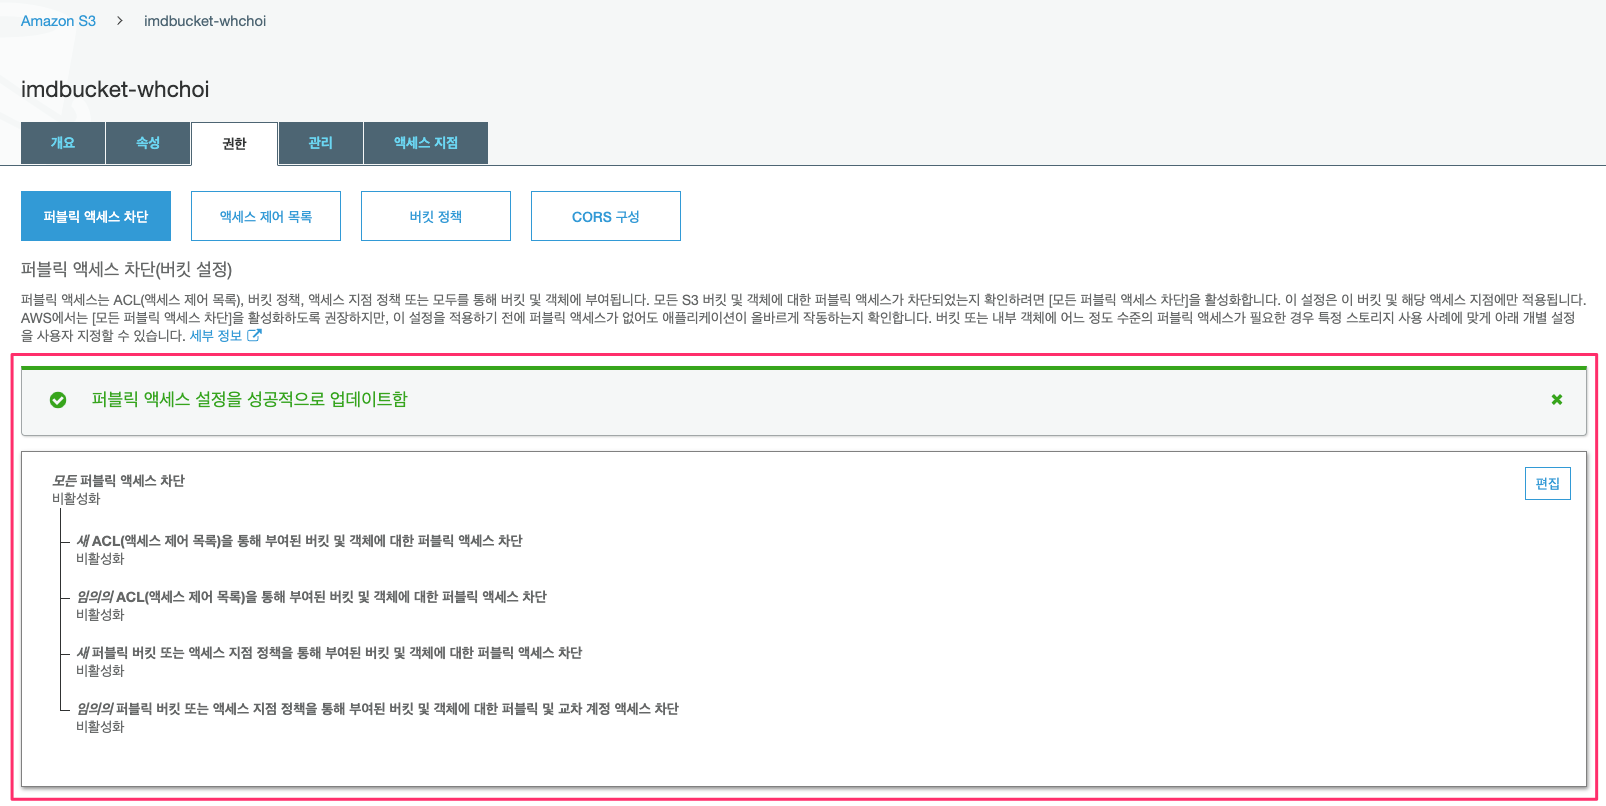 Amazon S3 > imdbucket-whchoi
imdbucket-whchoi
개요 속성 권한 관리 액세스 지점
퍼블릭 액세스 차단 액세스 제어 목록 버킷 정책 CORS 구성
퍼블릭 액세스 차단(버킷 설정)
퍼블릭 액세스는 ACL(액세스 제어 목록), 버킷 정책, 액세스 지점 정책 또는 모두를 통해 버킷 및 객체에 부여됩니다. 모든 S3 버킷 및 객체에 대한 퍼블릭 액세스가 차단되었는지 확인하려면 [모든 퍼블릭 액세스 차단]을 활성화합니다. 이 설정은 이 버킷 및 해당 액세스 지점에만 적용됩니다.
AWS에서는 [모든 퍼블릭 액세스 차단]을 활성화하도록 권장하지만, 이 설정을 적용하기 전에 퍼블릭 액세스가 없어도 애플리케이션이 올바르게 작동하는지 확인합니다. 버킷 또는 내부 객체에 어느 정도 수준의 퍼블릭 액세스가 필요한 경우 특정 스토리지 사용 사례에 맞게 아래 개별 설정
을 사용자 지정할 수 있습니다. 세부 정보
퍼블릭 액세스 설정을 성공적으로 업데이트함
모든 퍼블릭 액세스 차단
편집
비활성화
새 ACL(액세스 제어 목록)을 통해 부여된 버킷 및 객체에 대한 퍼블릭 액세스 차단
비활성화
임의의 ACL(액세스 제어 목록)을 통해 부여된 버킷 및 객체에 대한 퍼블릭 액세스 차단
비활성화
새 퍼블릭 버킷 또는 액세스 지점 정책을 통해 부여된 버킷 및 객체에 대한 퍼블릭 액세스 차단
비활성화
임의의 퍼블릭 버킷 또는 액세스 지점 정책을 통해 부여된 버킷 및 객체에 대한 퍼블릭 및 교차 계정 액세스 차단
비활성화